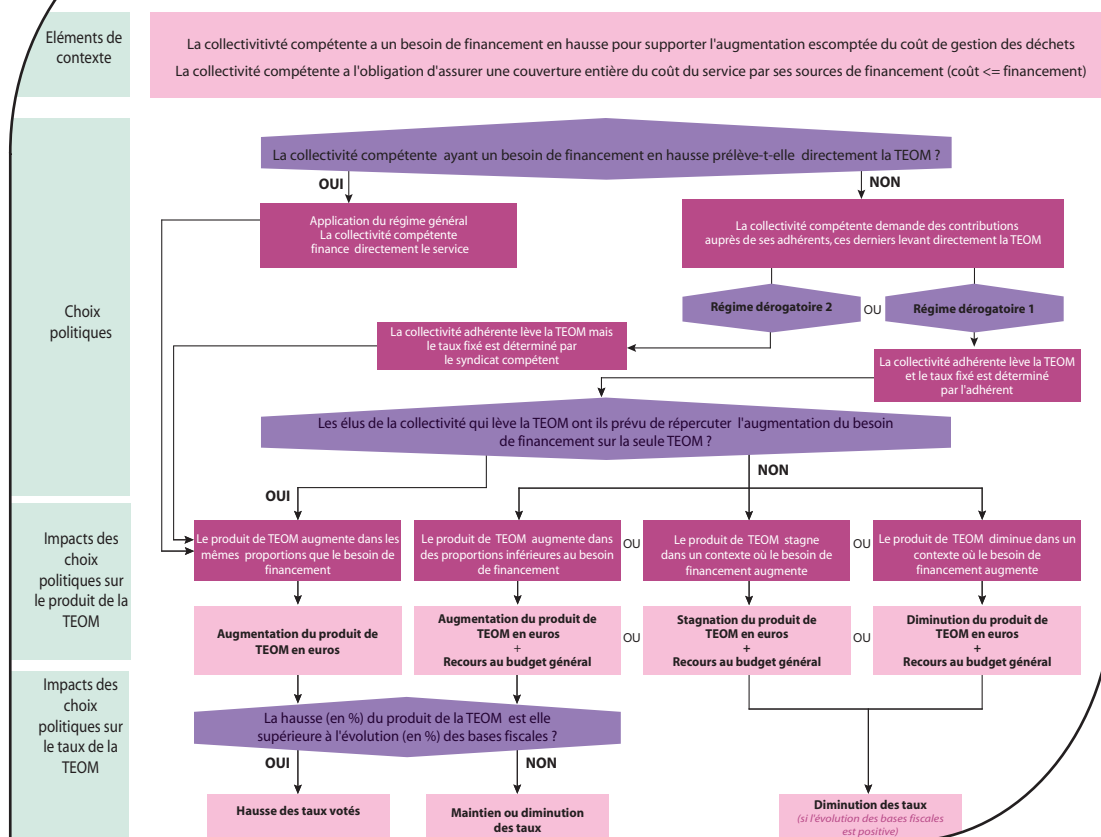 Eléments de
contexte
La collectivitivté compétente a un besoin de financement en hausse pour supporter l'augmentation escomptée du coût de gestion des déchets
La collectivité compétente a l'obligation d'assurer une couverture entière du coût du service par ses sources de financement (coût <= financement)
Choix
politiques
La collectivité compétente ayant un besoin de financement en hausse prélève-t-elle directement la TEOM ?
OUI
NON
Application du régime général
La collectivité compétente
finance directement le service
La collectivité compétente demande des contributions
auprès de ses adhérents, ces derniers levant directement la TEOM
Régime dérogatoire 2
OU
Régime dérogatoire 1
La collectivité adhérente lève la TEOM mais
le taux fixé est déterminé par
le syndicat compétent
La collectivité adhérente lève la TEOM
et le taux fixé est déterminé
par l'adhérent
Les élus de la collectivité qui lève la TEOM ont ils prévu de répercuter l'augmentation du besoin
de financement sur la seule TEOM ?
OUI
NON
Impacts des
choix
politiques sur
le produit de la
TEOM
Le produit de TEOM augmente dans les
mêmes proportions que le besoin de
financement
Le produit de TEOM augmente dans
des proportions inférieures au besoin
de financement
OU
Le produit de TEOM stagne
dans un contexte où le besoin de
financement augmente
OU
Le produit de TEOM diminue dans un
contexte où le besoin de
financement augmente
Augmentation du produit de
TEOM en euros
Augmentation du produit de
TEOM en euros
+
Recours au budget général
OU
Stagnation du produit de
TEOM en euros
+
Recours au budget général
OU
Diminution du produit de
TEOM en euros
+
Recours au budget général
Impacts des
choix
politiques sur
le taux de la
TEOM
La hausse (en %) du produit de la TEOM est elle
supérieure à l'évolution (en %) des bases fiscales ?
OUI
NON
Hausse des taux votés
Maintien ou diminution
des taux
Diminution des taux
(si l'évolution des bases fiscales
est positive)